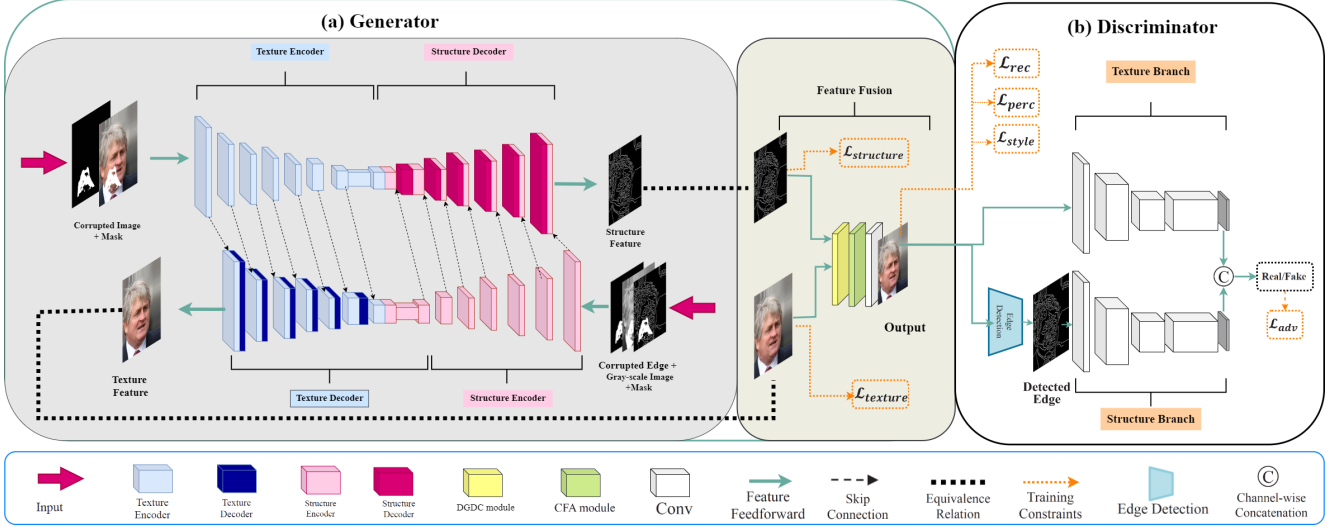 (a) Generator
(b) Discriminator
Texture Encoder
Structure Decoder
Feature Fusion
Texture Branch
ℒrec
ℒperc
ℒstyle
ℒstructure
Corrupted Image
+ Mask
Structure
Feature
Output
C
Real/Fake
Edge
Detection
ℒadv
Texture
Feature
Corrupted Edge +
Gray-scale Image
+Mask
Detected
Edge
Texture Decoder
Structure Encoder
ℒtexture
Structure Branch
Input
Texture
Encoder
Texture
Decoder
Structure
Encoder
Structure
Decoder
DGDC module
CFA module
Conv
Feature
Feedforward
Skip
Connection
Equivalence
Relation
Training
Constraints
Edge Detection
C
Channel-wise
Concatenation